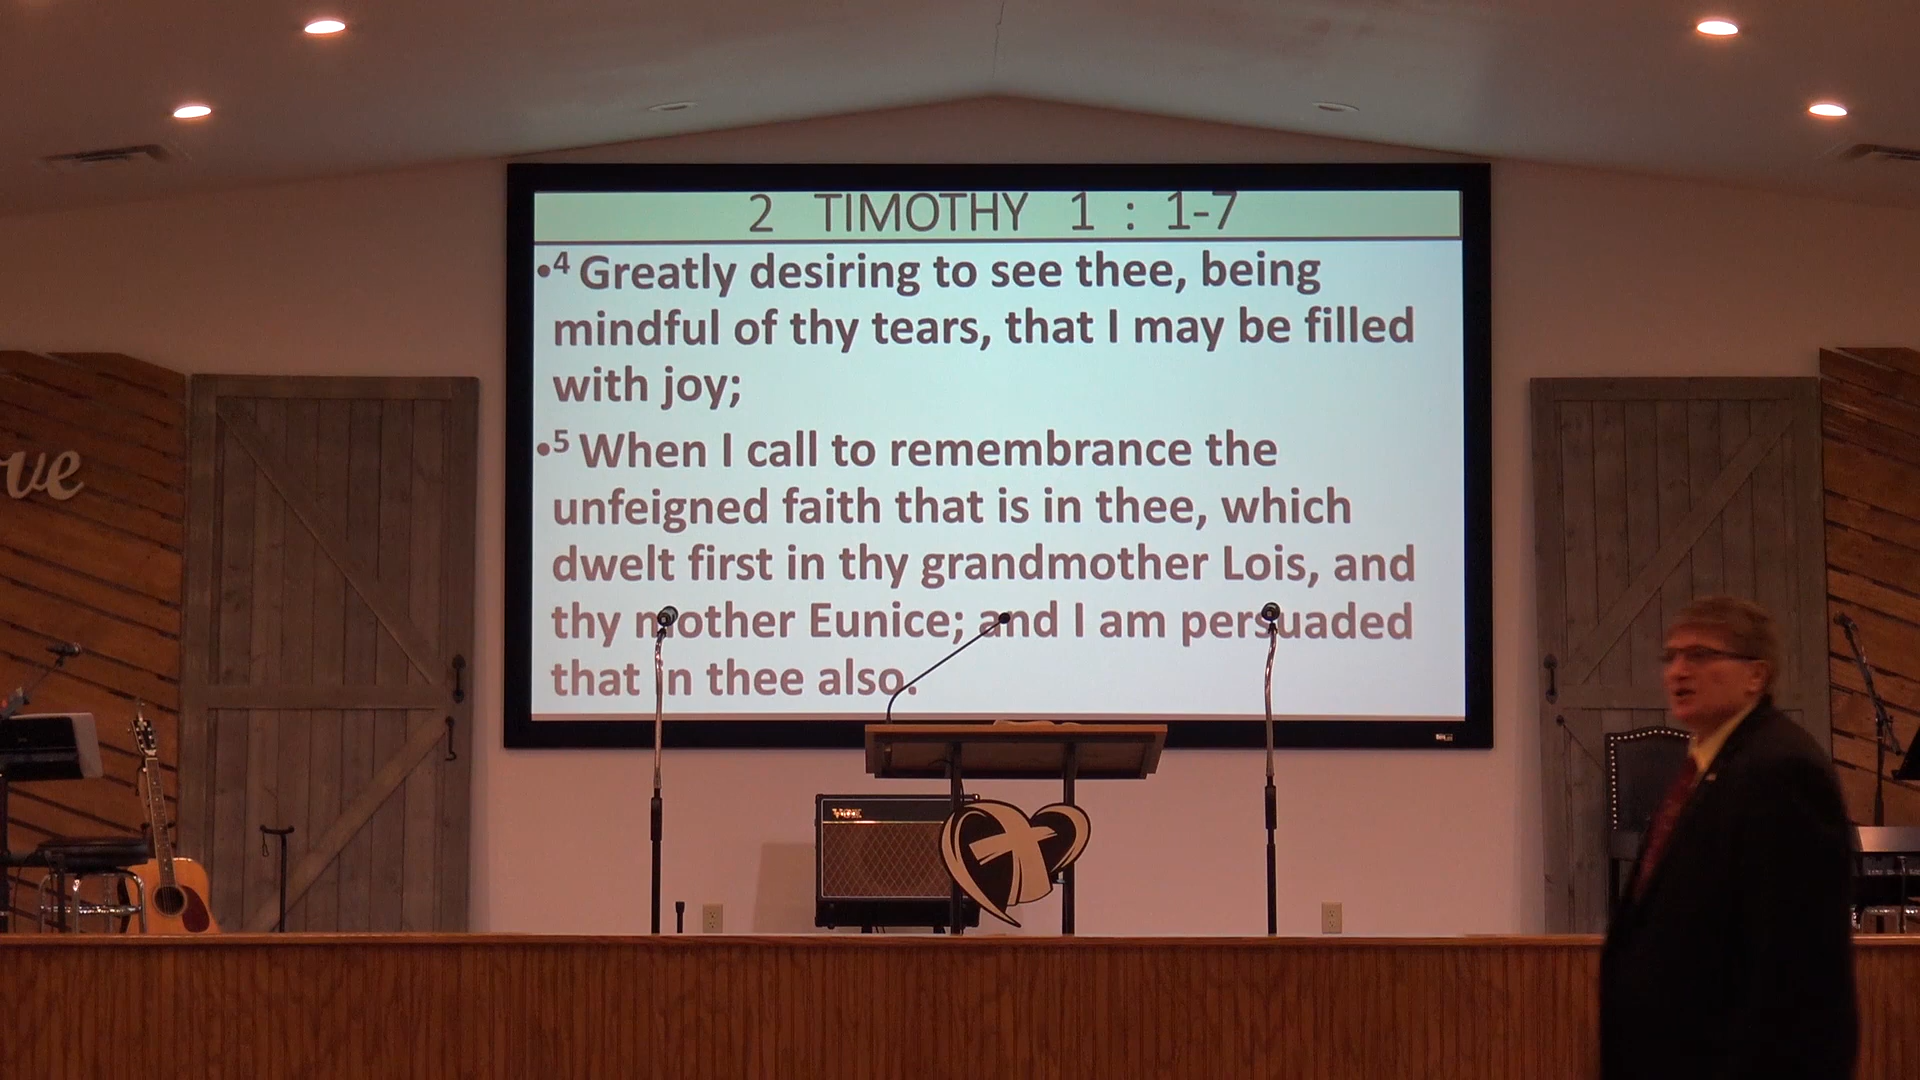 2 TIMOTHY 1 : 1-7
•4 Greatly desiring to see thee, being
mindful of thy tears, that I may be filled
with joy;
•5 When I call to remembrance the
unfeigned faith that is in thee, which
dwelt first in thy grandmother Lois, and
thy mother Eunice; and I am persuaded
that in thee also.
ve
VOX